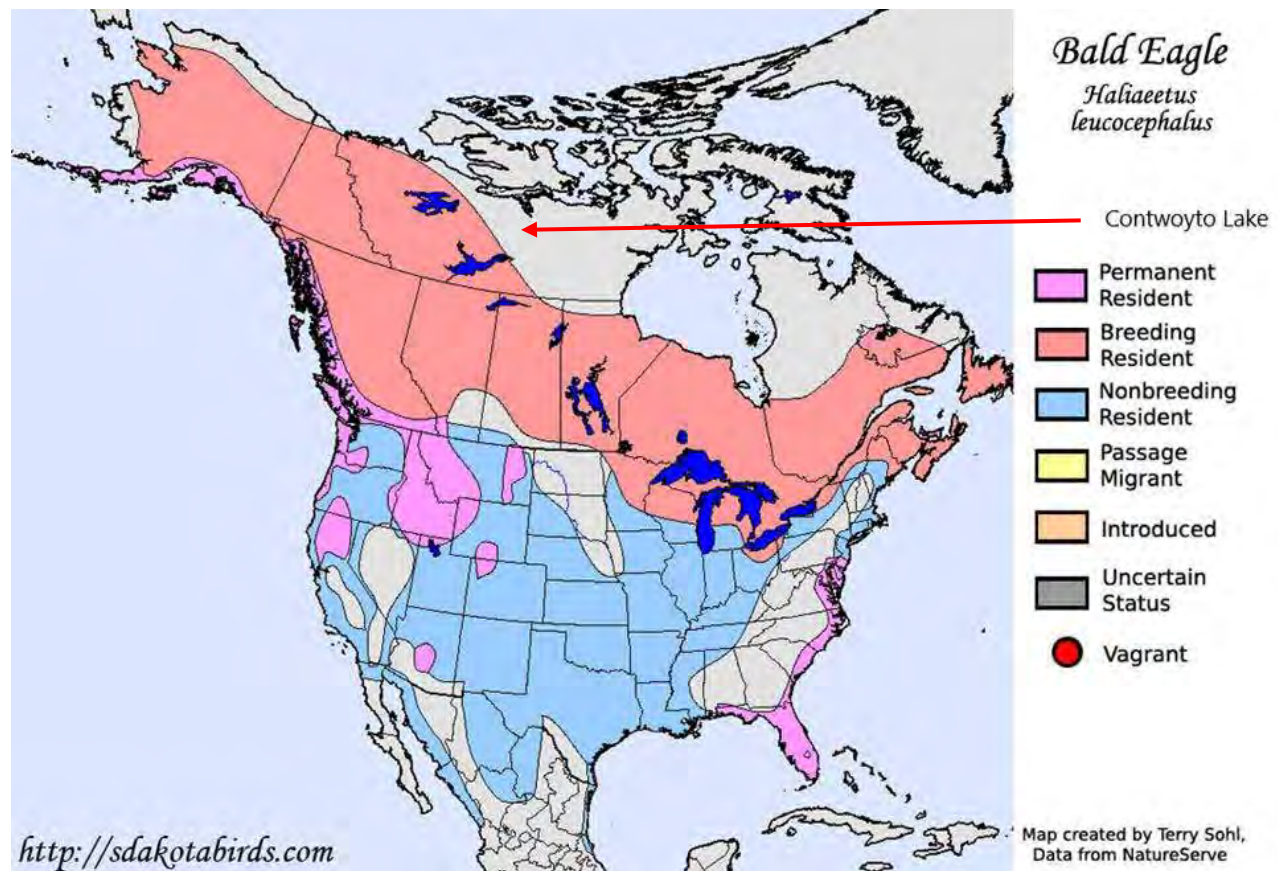 Bald Eagle
Haliaeetus
leucocephalus
Contwoyto Lake
Permanent
Resident
Breeding
Resident
Nonbreeding
Resident
Passage
Migrant
Introduced
Uncertain
Status
Vagrant
http://sdakotabirds.com
Map created by Terry Sohl,
Data from NatureServe